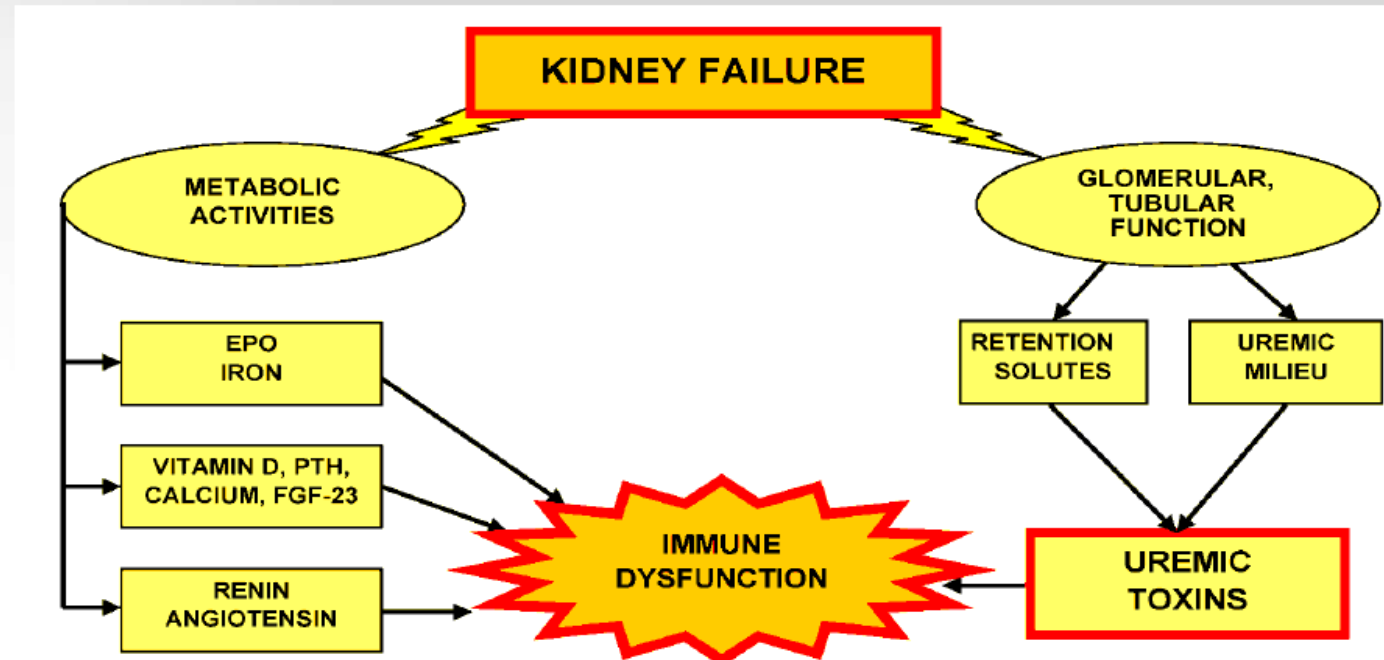 KIDNEY FAILURE
METABOLIC
ACTIVITIES
GLOMERULAR,
TUBULAR
FUNCTION
EPO
IRON
RETENTION
SOLUTES
UREMIC
MILIEU
VITAMIN D, PTH,
CALCIUM, FGF-23
IMMUNE
DYSFUNCTION
UREMIC
TOXINS
RENIN
ANGIOTENSIN